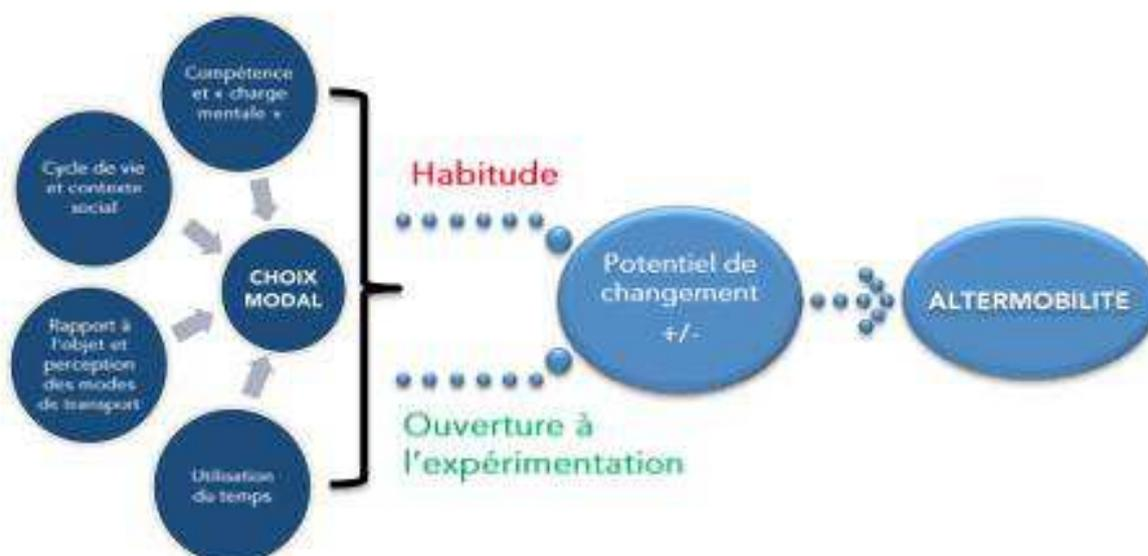 Compétence
et « charge
mentale »
Cycle de vie
et contexte
social
CHOIX
MODAL
Rapport à
l'objet et
perception
des modes
de transport
Utilisation
du temps
Habitude
Ouverture à
l'expérimentation
Potentiel de
changement
+/-
ALTERMOBILITE